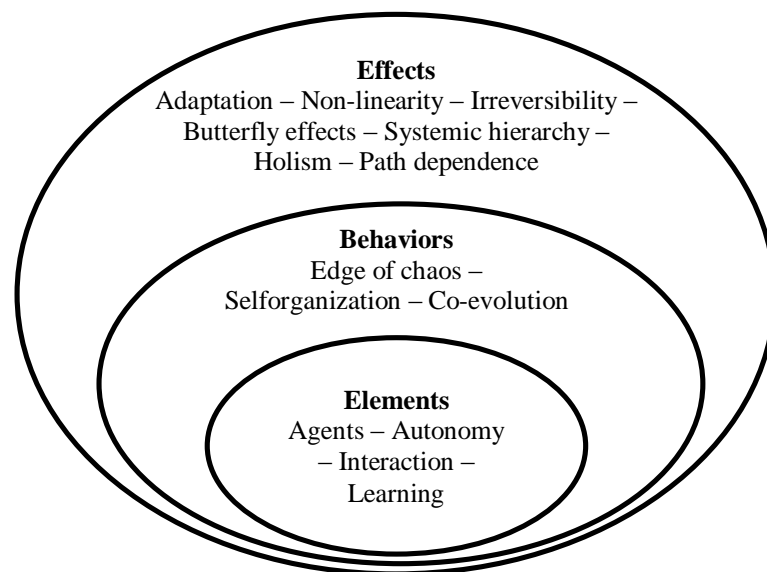 Effects
Adaptation – Non-linearity – Irreversibility –
Butterfly effects – Systemic hierarchy –
Holism – Path dependence
Behaviors
Edge of chaos –
Selforganization – Co-evolution
Elements
Agents – Autonomy
– Interaction –
Learning